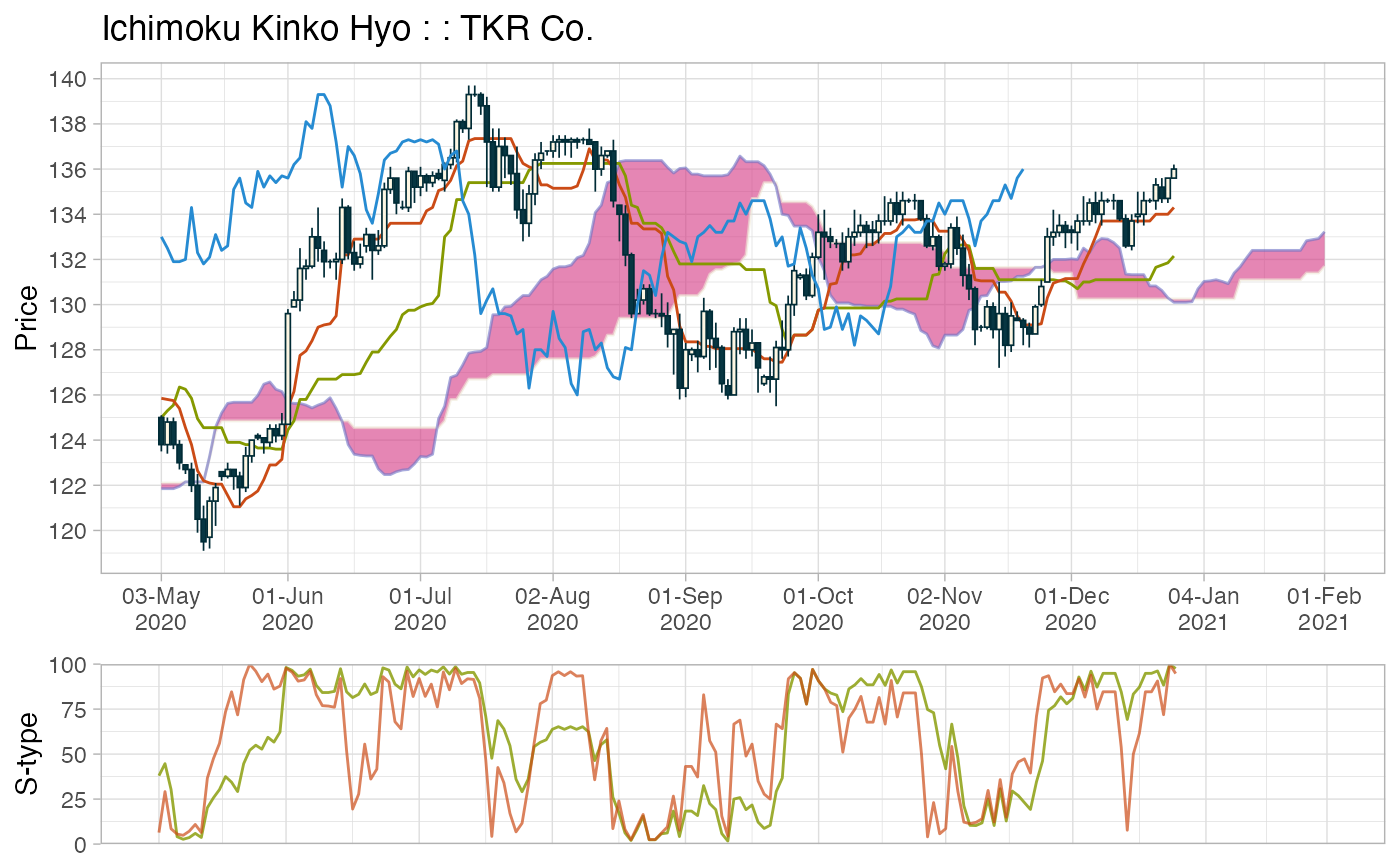 Ichimoku Kinko Hyo : : TKR Co.
Price
140
138
136
134
132
130
128
126
124
122
120
03-May 2020
01-Jun 2020
01-Jul 2020
02-Aug 2020
01-Sep 2020
01-Oct 2020
02-Nov 2020
01-Dec 2020
04-Jan 2021
01-Feb 2021
S-type
100
75
50
25
0